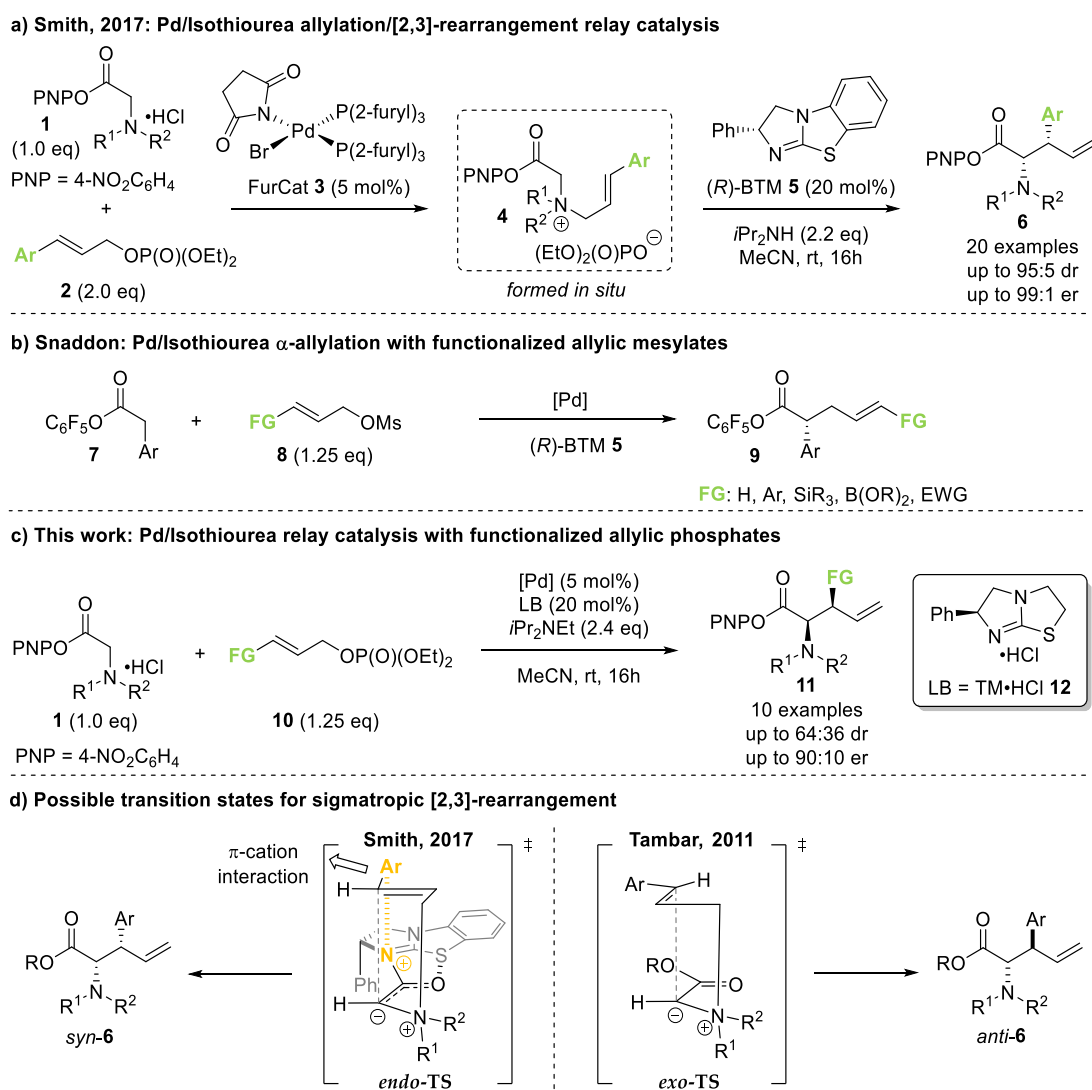 a) Smith, 2017: Pd/Isothiourea allylation/[2,3]-rearrangement relay catalysis
O
PNPO
1
(1.0 eq)
N •HCl
R¹ R²
PNP = 4-NO₂C₆H₄
+
Ar OPO(O)(OEt)₂
2 (2.0 eq)
O
N
O
Pd
Br
P(2-furyl)₃
P(2-furyl)₃
FurCat 3 (5 mol%)
O
PNPO
Ar
R¹
R² N
⊕
4
(EtO)₂(O)PO⊖
formed in situ
Ph
N
N
S
(R)-BTM 5 (20 mol%)
iPr₂NH (2.2 eq)
MeCN, rt, 16h
O Ar
PNPO
N
R¹ R²
6
20 examples
up to 95:5 dr
up to 99:1 er
b) Snaddon: Pd/Isothiourea α-allylation with functionalized allylic mesylates
O
C₆F₅O
7
Ar
+
FG OMs
8 (1.25 eq)
[Pd]
(R)-BTM 5
O
C₆F₅O
FG
9
Ar
FG: H, Ar, SiR₃, B(OR)₂, EWG
c) This work: Pd/Isothiourea relay catalysis with functionalized allylic phosphates
O
PNPO
N •HCl
R¹ R²
1 (1.0 eq)
PNP = 4-NO₂C₆H₄
+
FG OP(O)(OEt)₂
10 (1.25 eq)
[Pd] (5 mol%)
LB (20 mol%)
iPr₂NEt (2.4 eq)
MeCN, rt, 16h
O FG
PNPO
N
R¹ R²
11
10 examples
up to 64:36 dr
up to 90:10 er
Ph
N
N
S
•HCl
LB = TM•HCl 12
d) Possible transition states for sigmatropic [2,3]-rearrangement
O Ar
RO
N
R¹ R²
syn-6
π-cation
interaction
Smith, 2017
‡
Ar
H
N
N
⊕
S
Ph
O
H
⊖
⊕
N
R²
R¹
endo-TS
Tambar, 2011
‡
Ar
H
RO
O
H
⊖
N
⊕
R²
R¹
exo-TS
O Ar
RO
N
R¹ R²
anti-6